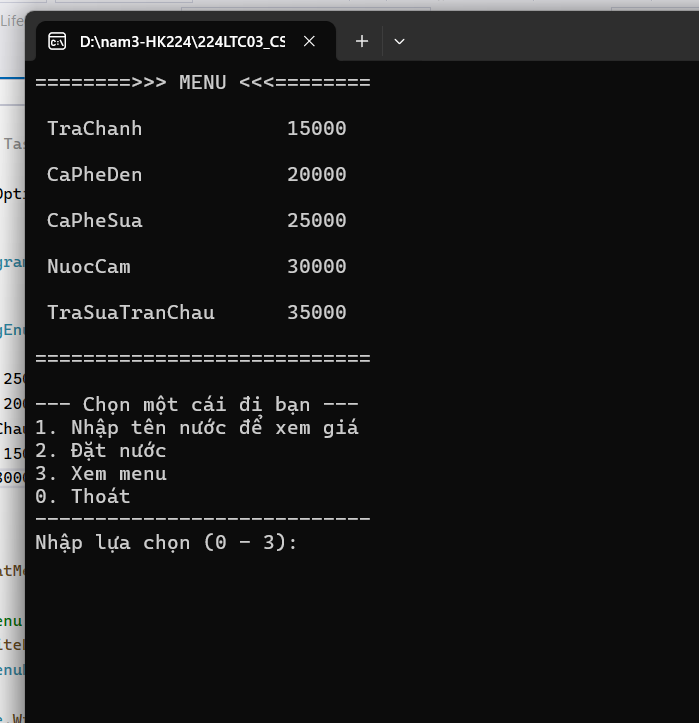 D:\nam3-HK224\224LTC03_CS
========>>> MENU <<<========
TraChanh 15000
CaPheDen 20000
CaPheSua 25000
NuocCam 30000
TraSuaTranChau 35000
============================
--- Chọn một cái đi bạn ---
1. Nhập tên nước để xem giá
2. Đặt nước
3. Xem menu
0. Thoát
----------------------------
Nhập lựa chọn (0 - 3):